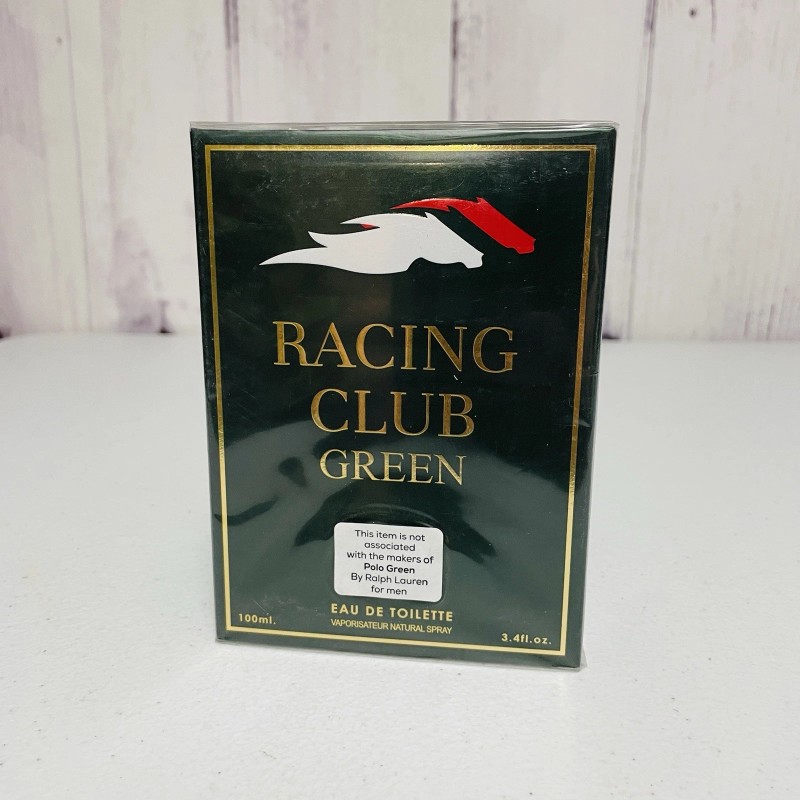 RACING
CLUB
GREEN
This item is not
associated
with the makers of
Polo Green
By Ralph Lauren
for men
EAU DE TOILETTE
VAPORISATEUR NATURAL SPRAY
100ml.
3.4fl.oz.